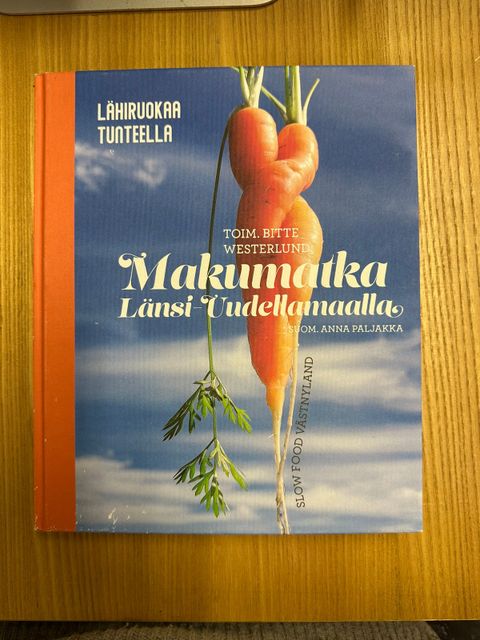 LÄHIRUOKAA
TUNTEELLA
TOIM. BITTE
WESTERLUND
Makumatka
Länsi-Uudellamaalla
SUOM. ANNA PALJAKKA
SLOW FOOD VÄSTNYLAND